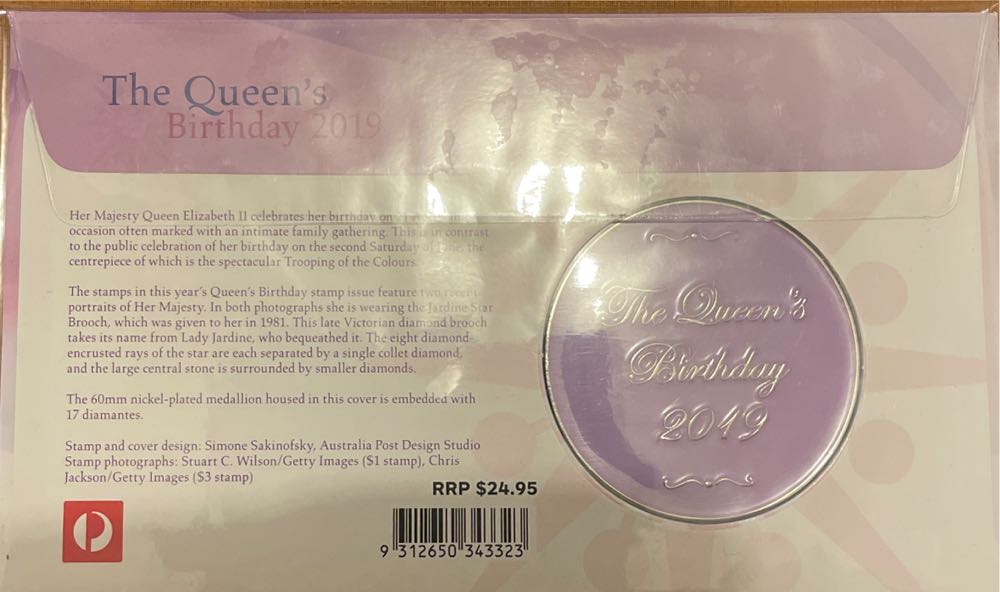 The Queen's
Birthday 2019
Her Majesty Queen Elizabeth II celebrates her birthday on
occasion often marked with an intimate family gathering. This is in contrast
to the public celebration of her birthday on the second Saturday of June, the
centrepiece of which is the spectacular Trooping of the Colours.
The stamps in this year's Queen's Birthday stamp issue feature two recent
portraits of Her Majesty. In both photographs she is wearing the Jardine Star
Brooch, which was given to her in 1981. This late Victorian diamond brooch
takes its name from Lady Jardine, who bequeathed it. The eight diamond-
encrusted rays of the star are each separated by a single collet diamond,
and the large central stone is surrounded by smaller diamonds.
The 60mm nickel-plated medallion housed in this cover is embedded with
17 diamantes.
Stamp and cover design: Simone Sakinofsky, Australia Post Design Studio
Stamp photographs: Stuart C. Wilson/Getty Images ($1 stamp), Chris
Jackson/Getty Images ($3 stamp)
RRP $24.95
9 312650 343323
The Queen's
Birthday
2019